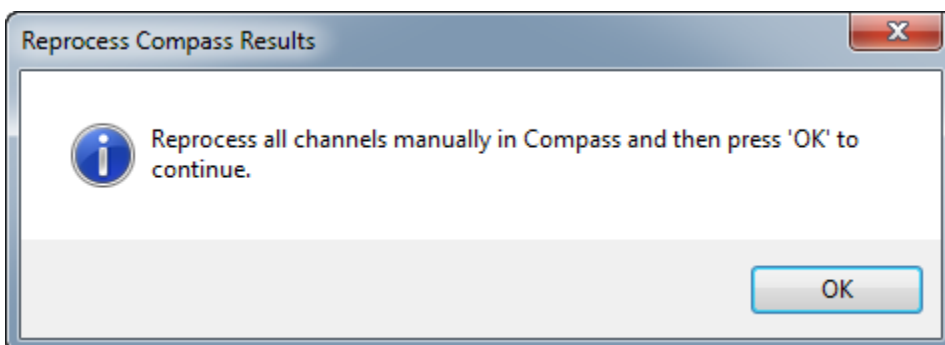 Reprocess Compass Results
Reprocess all channels manually in Compass and then press 'OK' to
continue.
OK